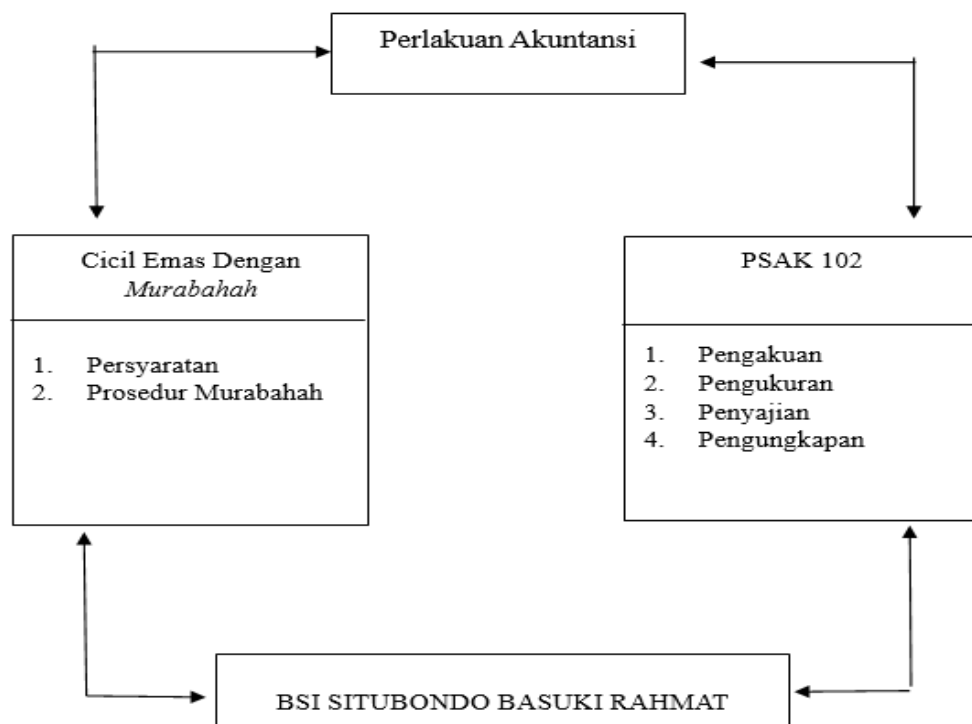 Perlakuan Akuntansi
Cicil Emas Dengan
Murabahah
1. Persyaratan
2. Prosedur Murabahah
PSAK 102
1. Pengakuan
2. Pengukuran
3. Penyajian
4. Pengungkapan
BSI SITUBONDO BASUKI RAHMAT